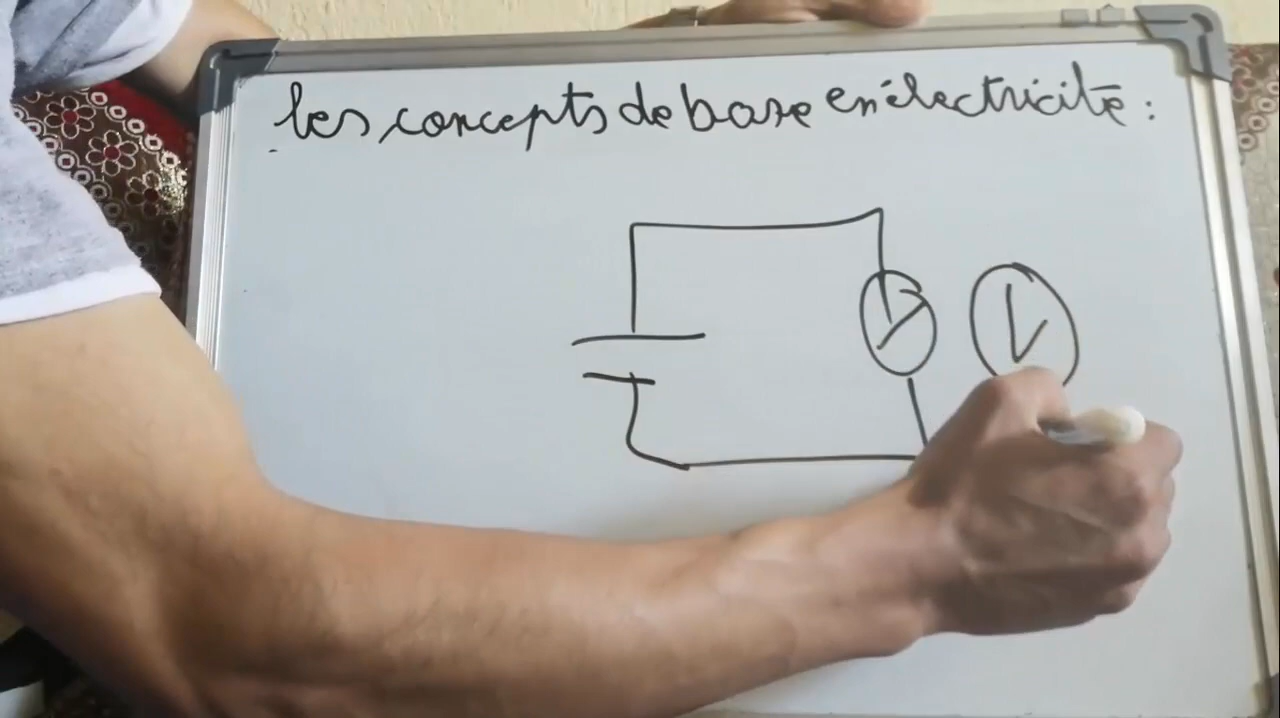 les concepts de base en électricité :
V